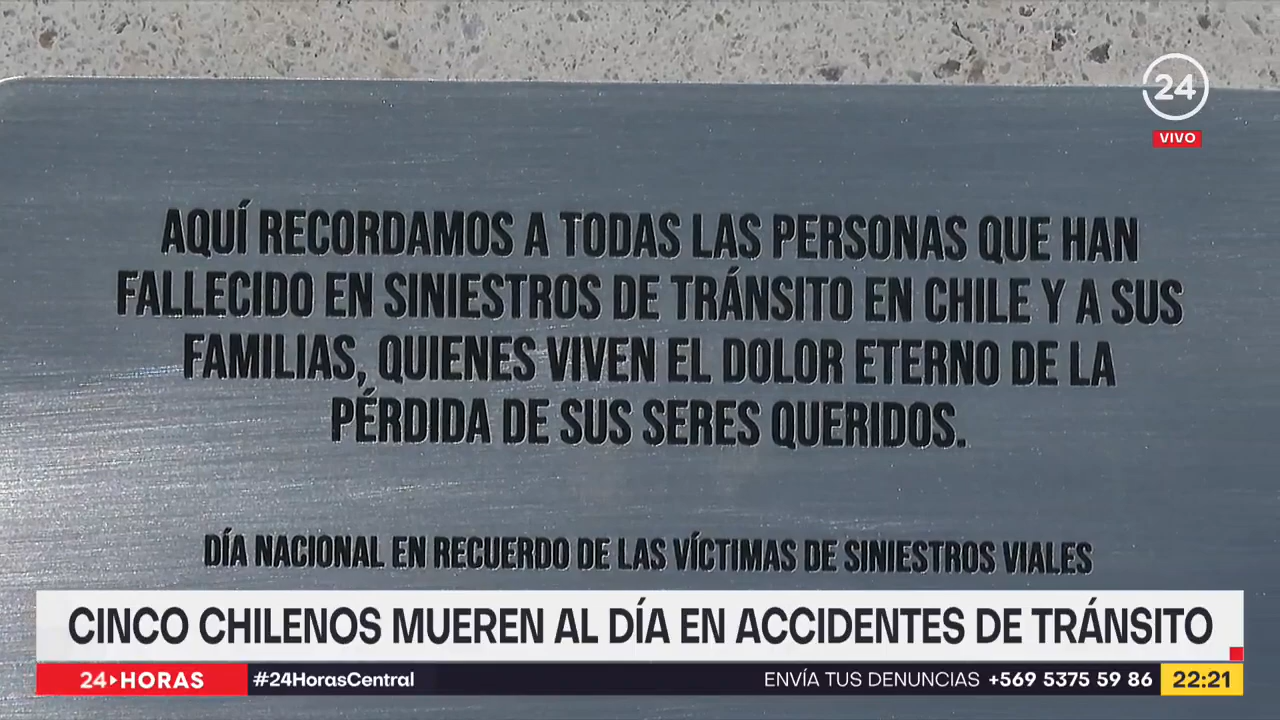 24
VIVO
AQUÍ RECORDAMOS A TODAS LAS PERSONAS QUE HAN
FALLECIDO EN SINIESTROS DE TRÁNSITO EN CHILE Y A SUS
FAMILIAS, QUIENES VIVEN EL DOLOR ETERNO DE LA
PÉRDIDA DE SUS SERES QUERIDOS.
DÍA NACIONAL EN RECUERDO DE LAS VÍCTIMAS DE SINIESTROS VIALES
CINCO CHILENOS MUEREN AL DÍA EN ACCIDENTES DE TRÁNSITO
24 HORAS #24HorasCentral ENVÍA TUS DENUNCIAS +569 5375 59 86 22:21